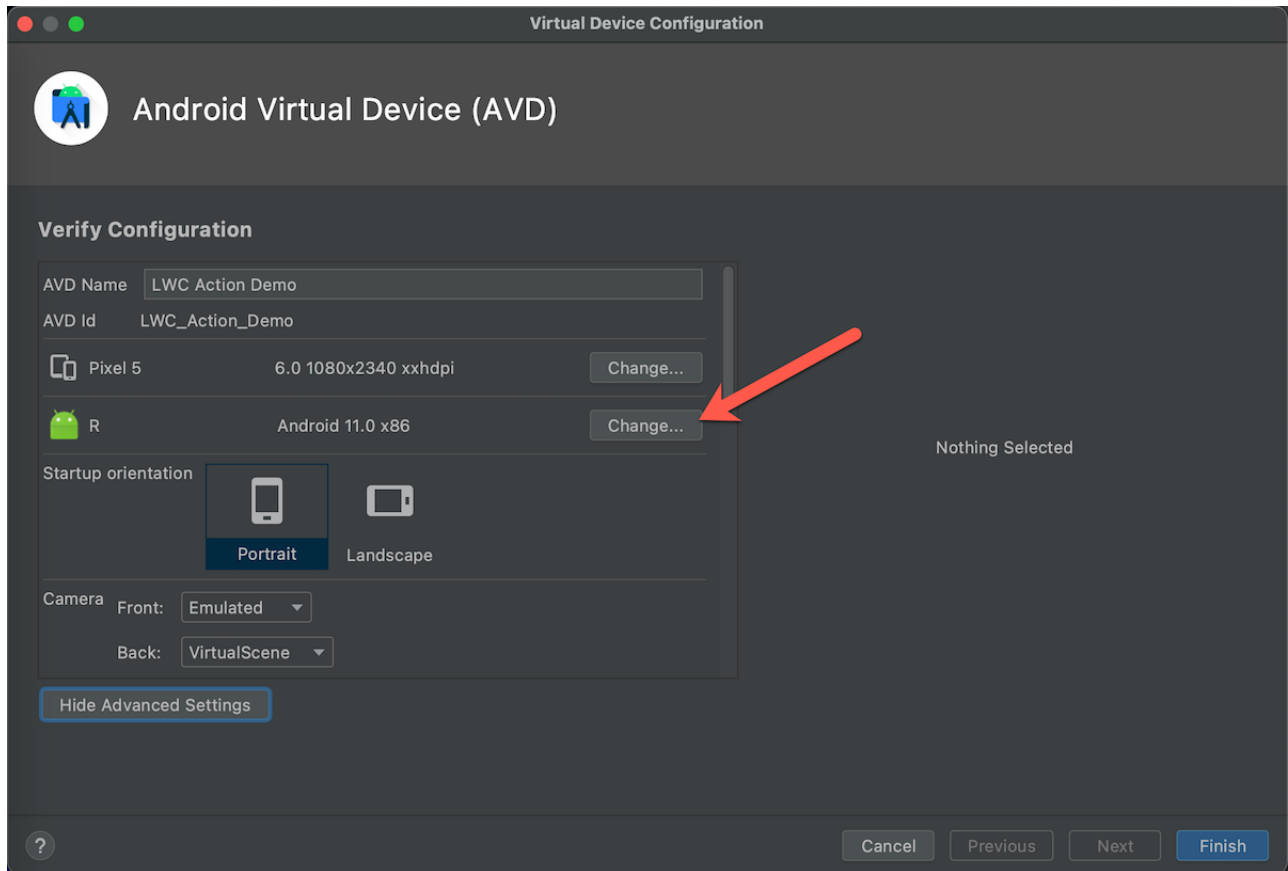 Virtual Device Configuration
Android Virtual Device (AVD)
Verify Configuration
AVD Name LWC Action Demo
AVD Id LWC_Action_Demo
Pixel 5 6.0 1080x2340 xxhdpi Change...
R Android 11.0 x86 Change...
Nothing Selected
Startup orientation
Portrait Landscape
Camera Front: Emulated
Back: VirtualScene
Hide Advanced Settings
? Cancel Previous Next Finish